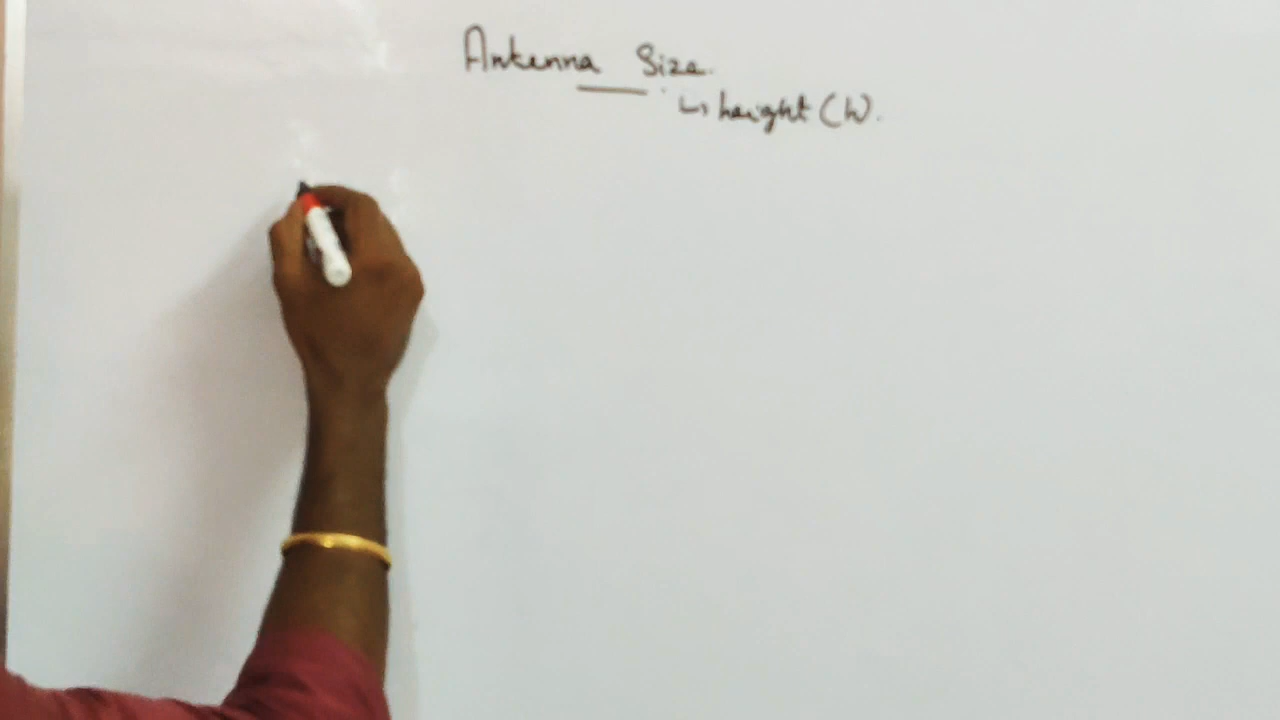 Antenna Size.
↳ height (h).